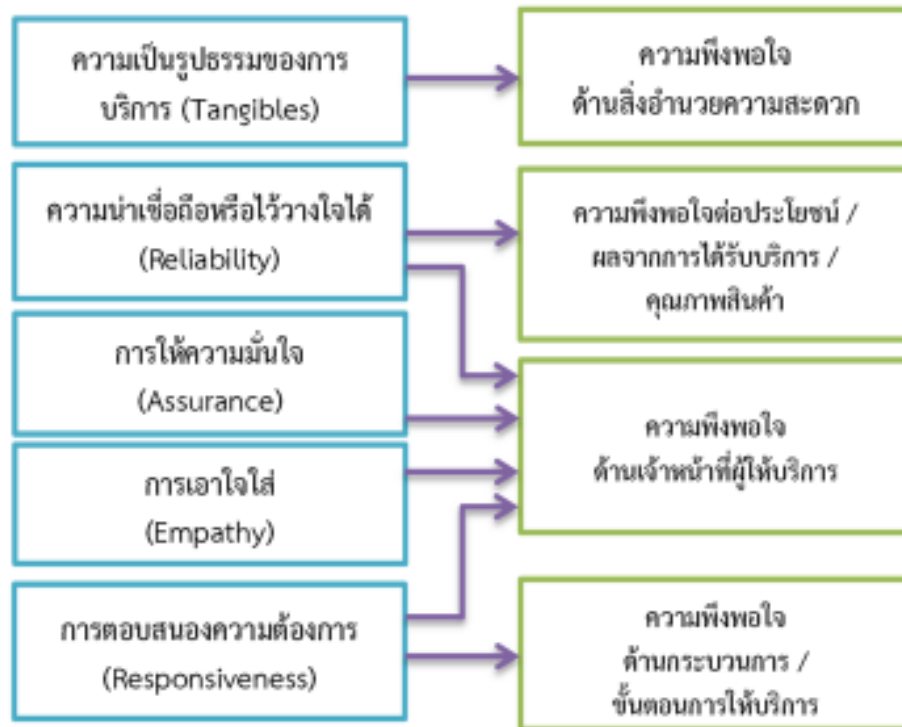 ความเป็นรูปธรรมของการ
บริการ (Tangibles)
ความพึงพอใจ
ด้านสิ่งอำนวยความสะดวก
ความน่าเชื่อถือหรือไว้วางใจได้
(Reliability)
ความพึงพอใจต่อประโยชน์ /
ผลจากการได้รับบริการ /
คุณภาพสินค้า
การให้ความมั่นใจ
(Assurance)
ความพึงพอใจ
ด้านเจ้าหน้าที่ผู้ให้บริการ
การเอาใจใส่
(Empathy)
การตอบสนองความต้องการ
(Responsiveness)
ความพึงพอใจ
ด้านกระบวนการ /
ขั้นตอนการให้บริการ